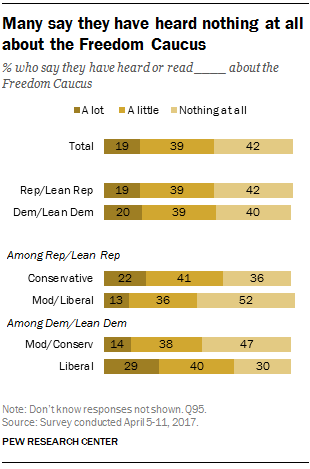 Many say they have heard nothing at all
about the Freedom Caucus
% who say they have heard or read _____ about the
Freedom Caucus
A lot A little Nothing at all
Total 19 39 42
Rep/Lean Rep 19 39 42
Dem/Lean Dem 20 39 40
Among Rep/Lean Rep
Conservative 22 41 36
Mod/Liberal 13 36 52
Among Dem/Lean Dem
Mod/Conserv 14 38 47
Liberal 29 40 30
Note: Don't know responses not shown. Q95.
Source: Survey conducted April 5-11, 2017.
PEW RESEARCH CENTER